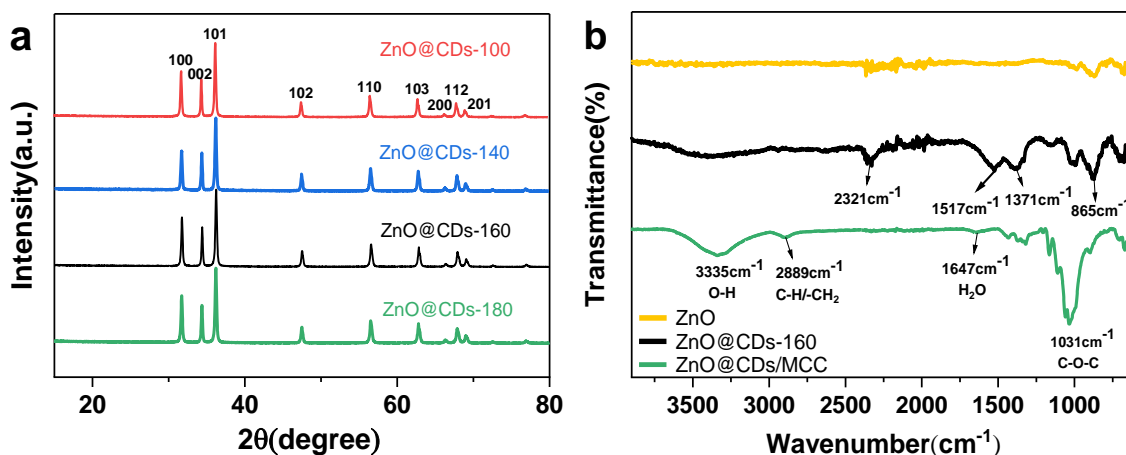 a
Intensity(a.u.)
ZnO@CDs-100
100
002
101
102
110
103
200
112
201
ZnO@CDs-140
ZnO@CDs-160
ZnO@CDs-180
20
40
60
80
2θ(degree)
b
Transmittance(%)
2321cm⁻¹
1517cm⁻¹
1371cm⁻¹
865cm⁻¹
3335cm⁻¹
O-H
2889cm⁻¹
C-H/-CH₂
1647cm⁻¹
H₂O
1031cm⁻¹
C-O-C
ZnO
ZnO@CDs-160
ZnO@CDs/MCC
3500
3000
2500
2000
1500
1000
Wavenumber(cm⁻¹)